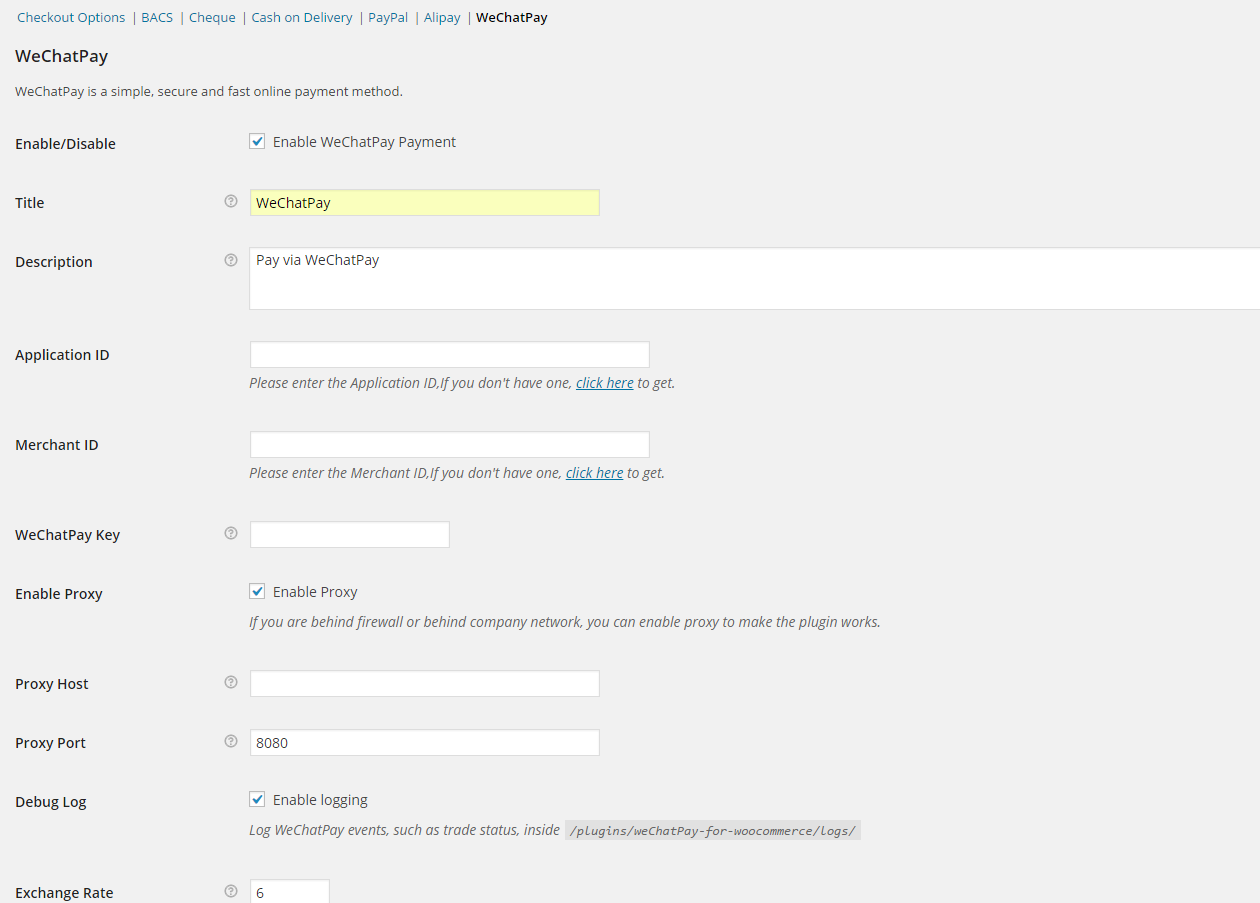 Checkout Options | BACS | Cheque | Cash on Delivery | PayPal | Alipay | WeChatPay
WeChatPay
WeChatPay is a simple, secure and fast online payment method.
Enable/Disable Enable WeChatPay Payment
Title WeChatPay
Description Pay via WeChatPay
Application ID
Please enter the Application ID,If you don't have one, click here to get.
Merchant ID
Please enter the Merchant ID,If you don't have one, click here to get.
WeChatPay Key
Enable Proxy Enable Proxy
If you are behind firewall or behind company network, you can enable proxy to make the plugin works.
Proxy Host
Proxy Port 8080
Debug Log Enable logging
Log WeChatPay events, such as trade status, inside /plugins/weChatPay-for-woocommerce/logs/
Exchange Rate 6